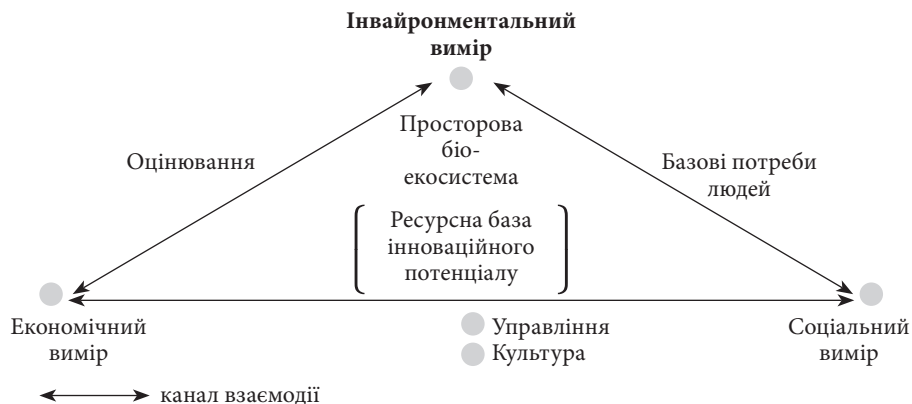 Інвайронментальний
вимір
Просторова
біо-
екосистема
Оцінювання
Базові потреби
людей
Ресурсна база
інноваційного
потенціалу
Економічний
вимір
Управління
Культура
Соціальний
вимір
канал взаємодії